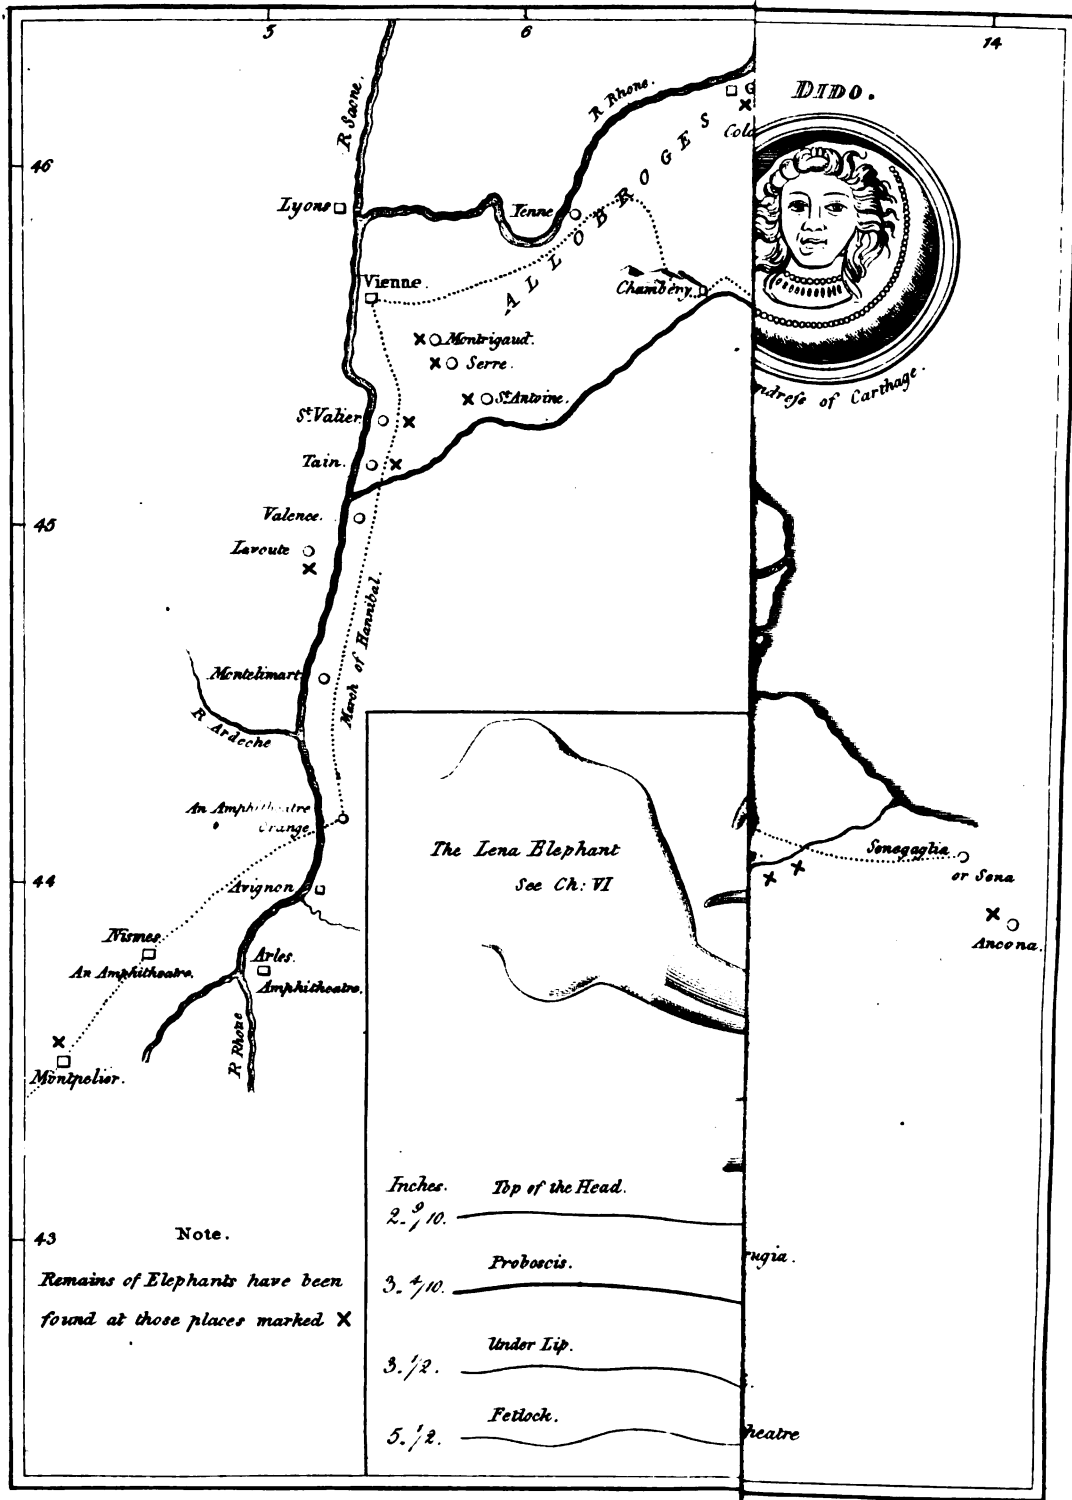 5
6
14
R Saone.
R Rhone.
G
DIDO.
ALLOBROGES
46
Lyons
Yenne
Vienne.
Chambery.
Montrigaud.
Serre.
St. Antoine.
ndress of Carthage.
St. Valier
Tain.
Valence.
45
Lavoute
March of Hannibal.
Montelimart
R Ardeche
An Amphitheatre
Orange
The Lena Elephant
See Ch: VI
Senegaglia
or Sena
44
Avignon
Nismes
An Amphitheatre.
Arles.
Amphitheatre.
Ancona.
R Rhone
Montpelier.
Inches.
Top of the Head.
2. 9/10.
43
Note.
Remains of Elephants have been
found at those places marked X
Proboscis.
rugia.
3. 4/10.
Under Lip.
3. 1/2.
Fetlock.
5. 1/2.
heatre